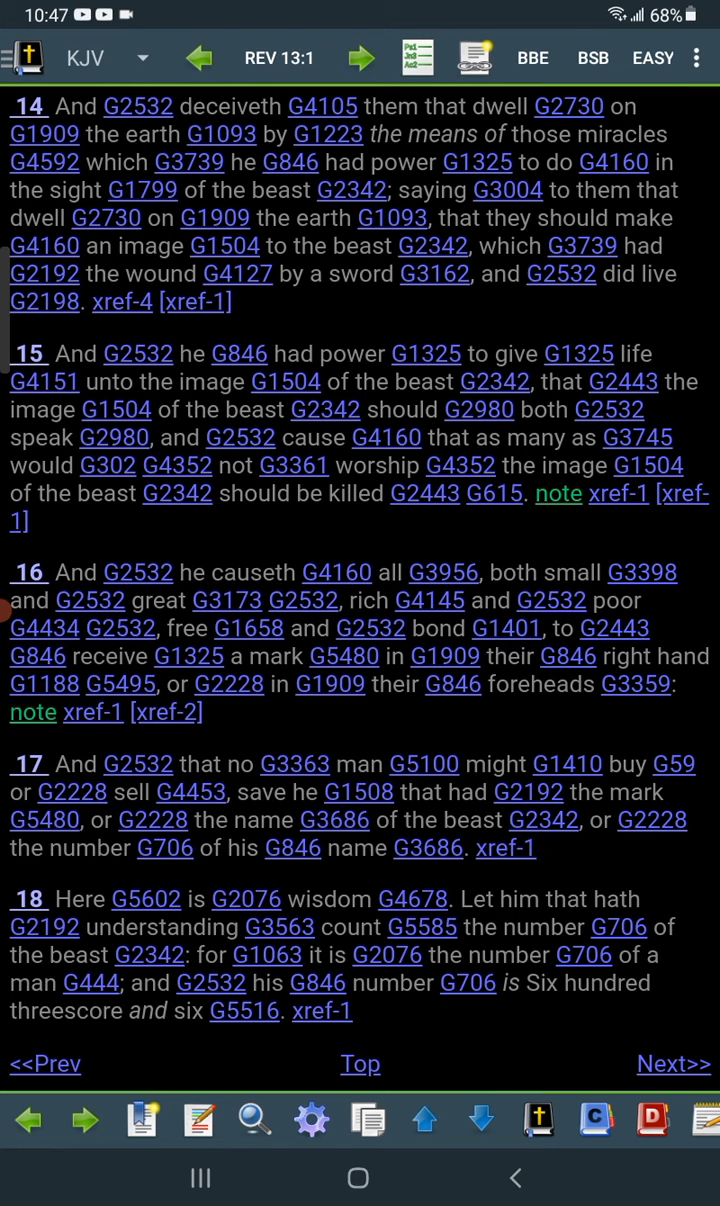 10:47 68%
KJV REV 13:1 BBE BSB EASY
14 And G2532 deceiveth G4105 them that dwell G2730 on
G1909 the earth G1093 by G1223 the means of those miracles
G4592 which G3739 he G846 had power G1325 to do G4160 in
the sight G1799 of the beast G2342; saying G3004 to them that
dwell G2730 on G1909 the earth G1093, that they should make
G4160 an image G1504 to the beast G2342, which G3739 had
G2192 the wound G4127 by a sword G3162, and G2532 did live
G2198. xref-4 [xref-1]
15 And G2532 he G846 had power G1325 to give G1325 life
G4151 unto the image G1504 of the beast G2342, that G2443 the
image G1504 of the beast G2342 should G2980 both G2532
speak G2980, and G2532 cause G4160 that as many as G3745
would G302 G4352 not G3361 worship G4352 the image G1504
of the beast G2342 should be killed G2443 G615. note xref-1 [xref-
1]
16 And G2532 he causeth G4160 all G3956, both small G3398
and G2532 great G3173 G2532, rich G4145 and G2532 poor
G4434 G2532, free G1658 and G2532 bond G1401, to G2443
G846 receive G1325 a mark G5480 in G1909 their G846 right hand
G1188 G5495, or G2228 in G1909 their G846 foreheads G3359:
note xref-1 [xref-2]
17 And G2532 that no G3363 man G5100 might G1410 buy G59
or G2228 sell G4453, save he G1508 that had G2192 the mark
G5480, or G2228 the name G3686 of the beast G2342, or G2228
the number G706 of his G846 name G3686. xref-1
18 Here G5602 is G2076 wisdom G4678. Let him that hath
G2192 understanding G3563 count G5585 the number G706 of
the beast G2342: for G1063 it is G2076 the number G706 of a
man G444; and G2532 his G846 number G706 is Six hundred
threescore and six G5516. xref-1
<<Prev Top Next>>
C D